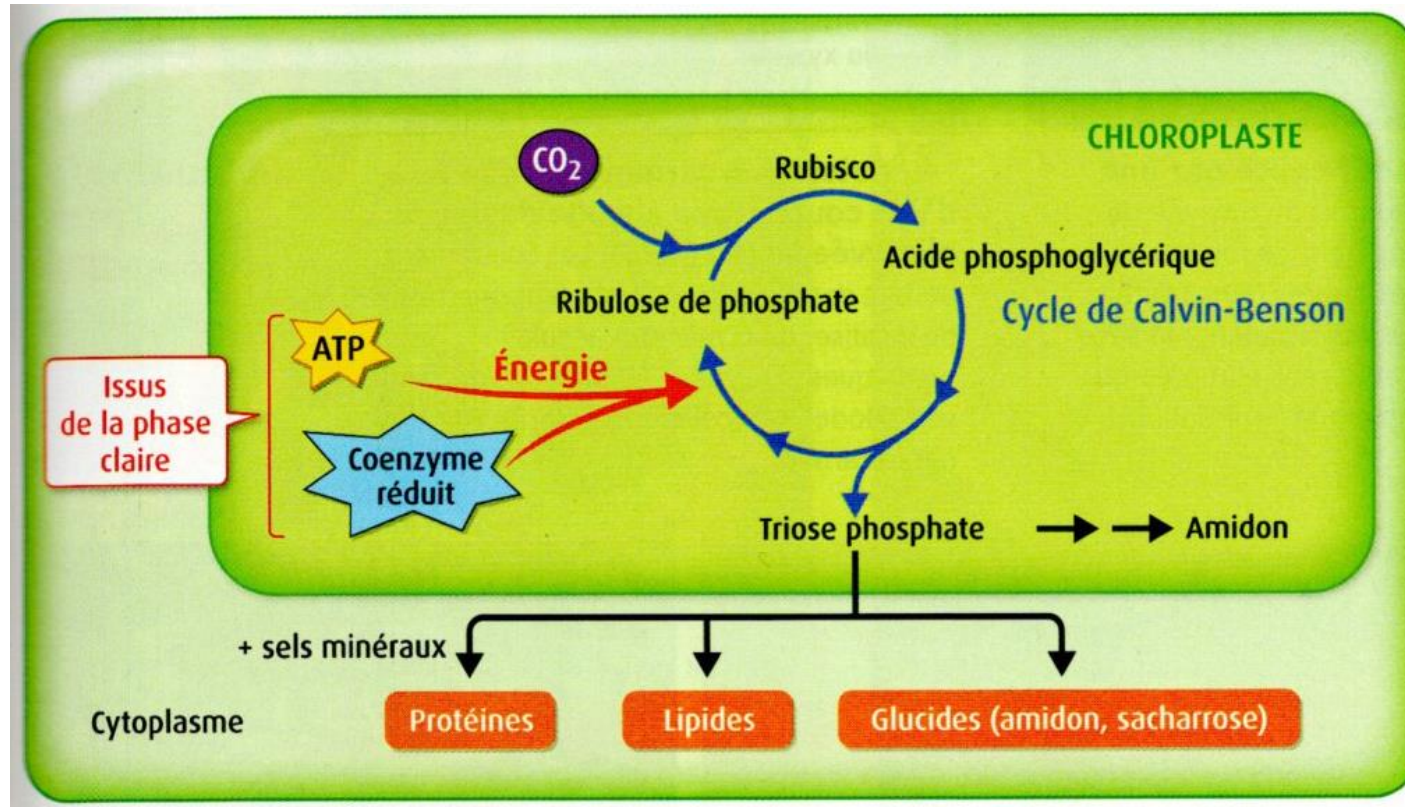 CHLOROPLASTE
CO₂
Rubisco
Acide phosphoglycérique
Ribulose de phosphate
Cycle de Calvin-Benson
ATP
Énergie
Issus
de la phase
claire
Coenzyme
réduit
Triose phosphate
Amidon
+ sels minéraux
Cytoplasme
Protéines
Lipides
Glucides (amidon, sacharrose)